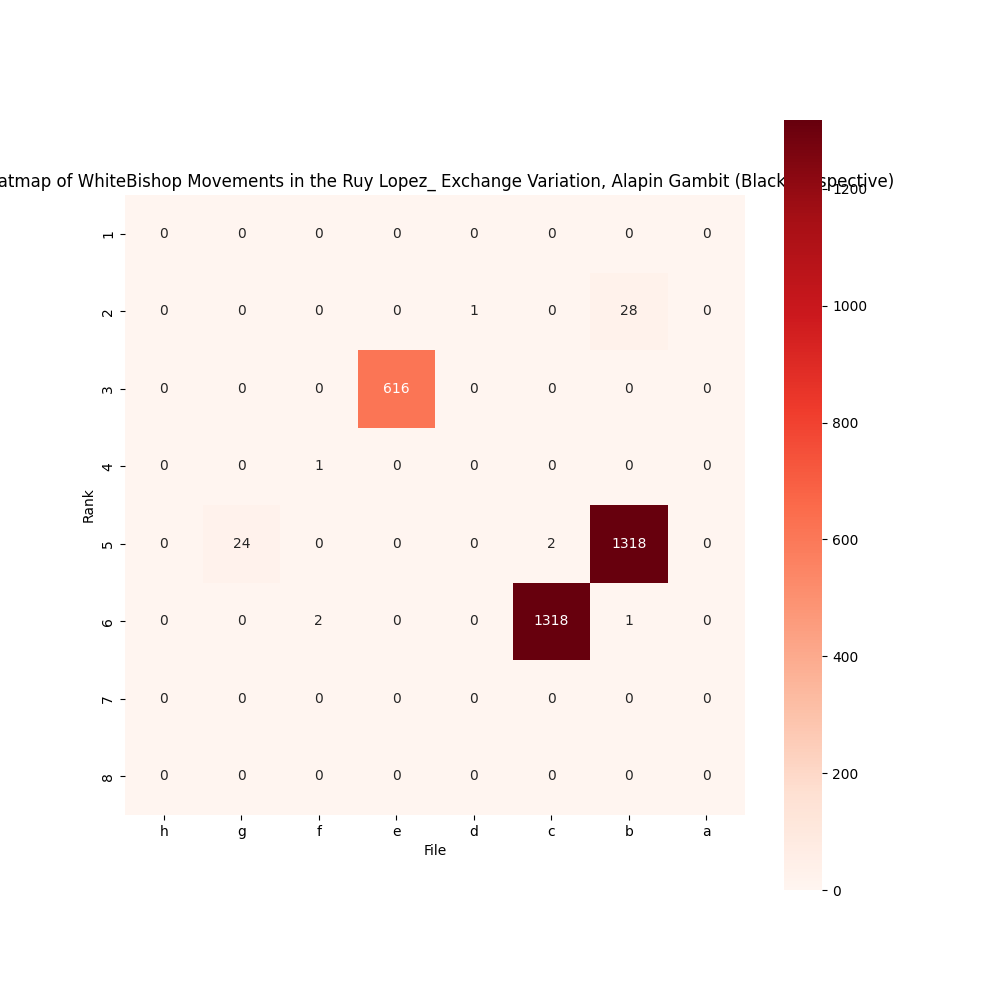 atmap of WhiteBishop Movements in the Ruy Lopez_ Exchange Variation, Alapin Gambit (Black Perspective)
1 0 0 0 0 0 0 0 0
2 0 0 0 0 1 0 28 0
3 0 0 0 616 0 0 0 0
4 0 0 1 0 0 0 0 0
5 0 24 0 0 0 2 1318 0
6 0 0 2 0 0 1318 1 0
7 0 0 0 0 0 0 0 0
8 0 0 0 0 0 0 0 0
h g f e d c b a
File
Rank
1200
1000
800
600
400
200
0